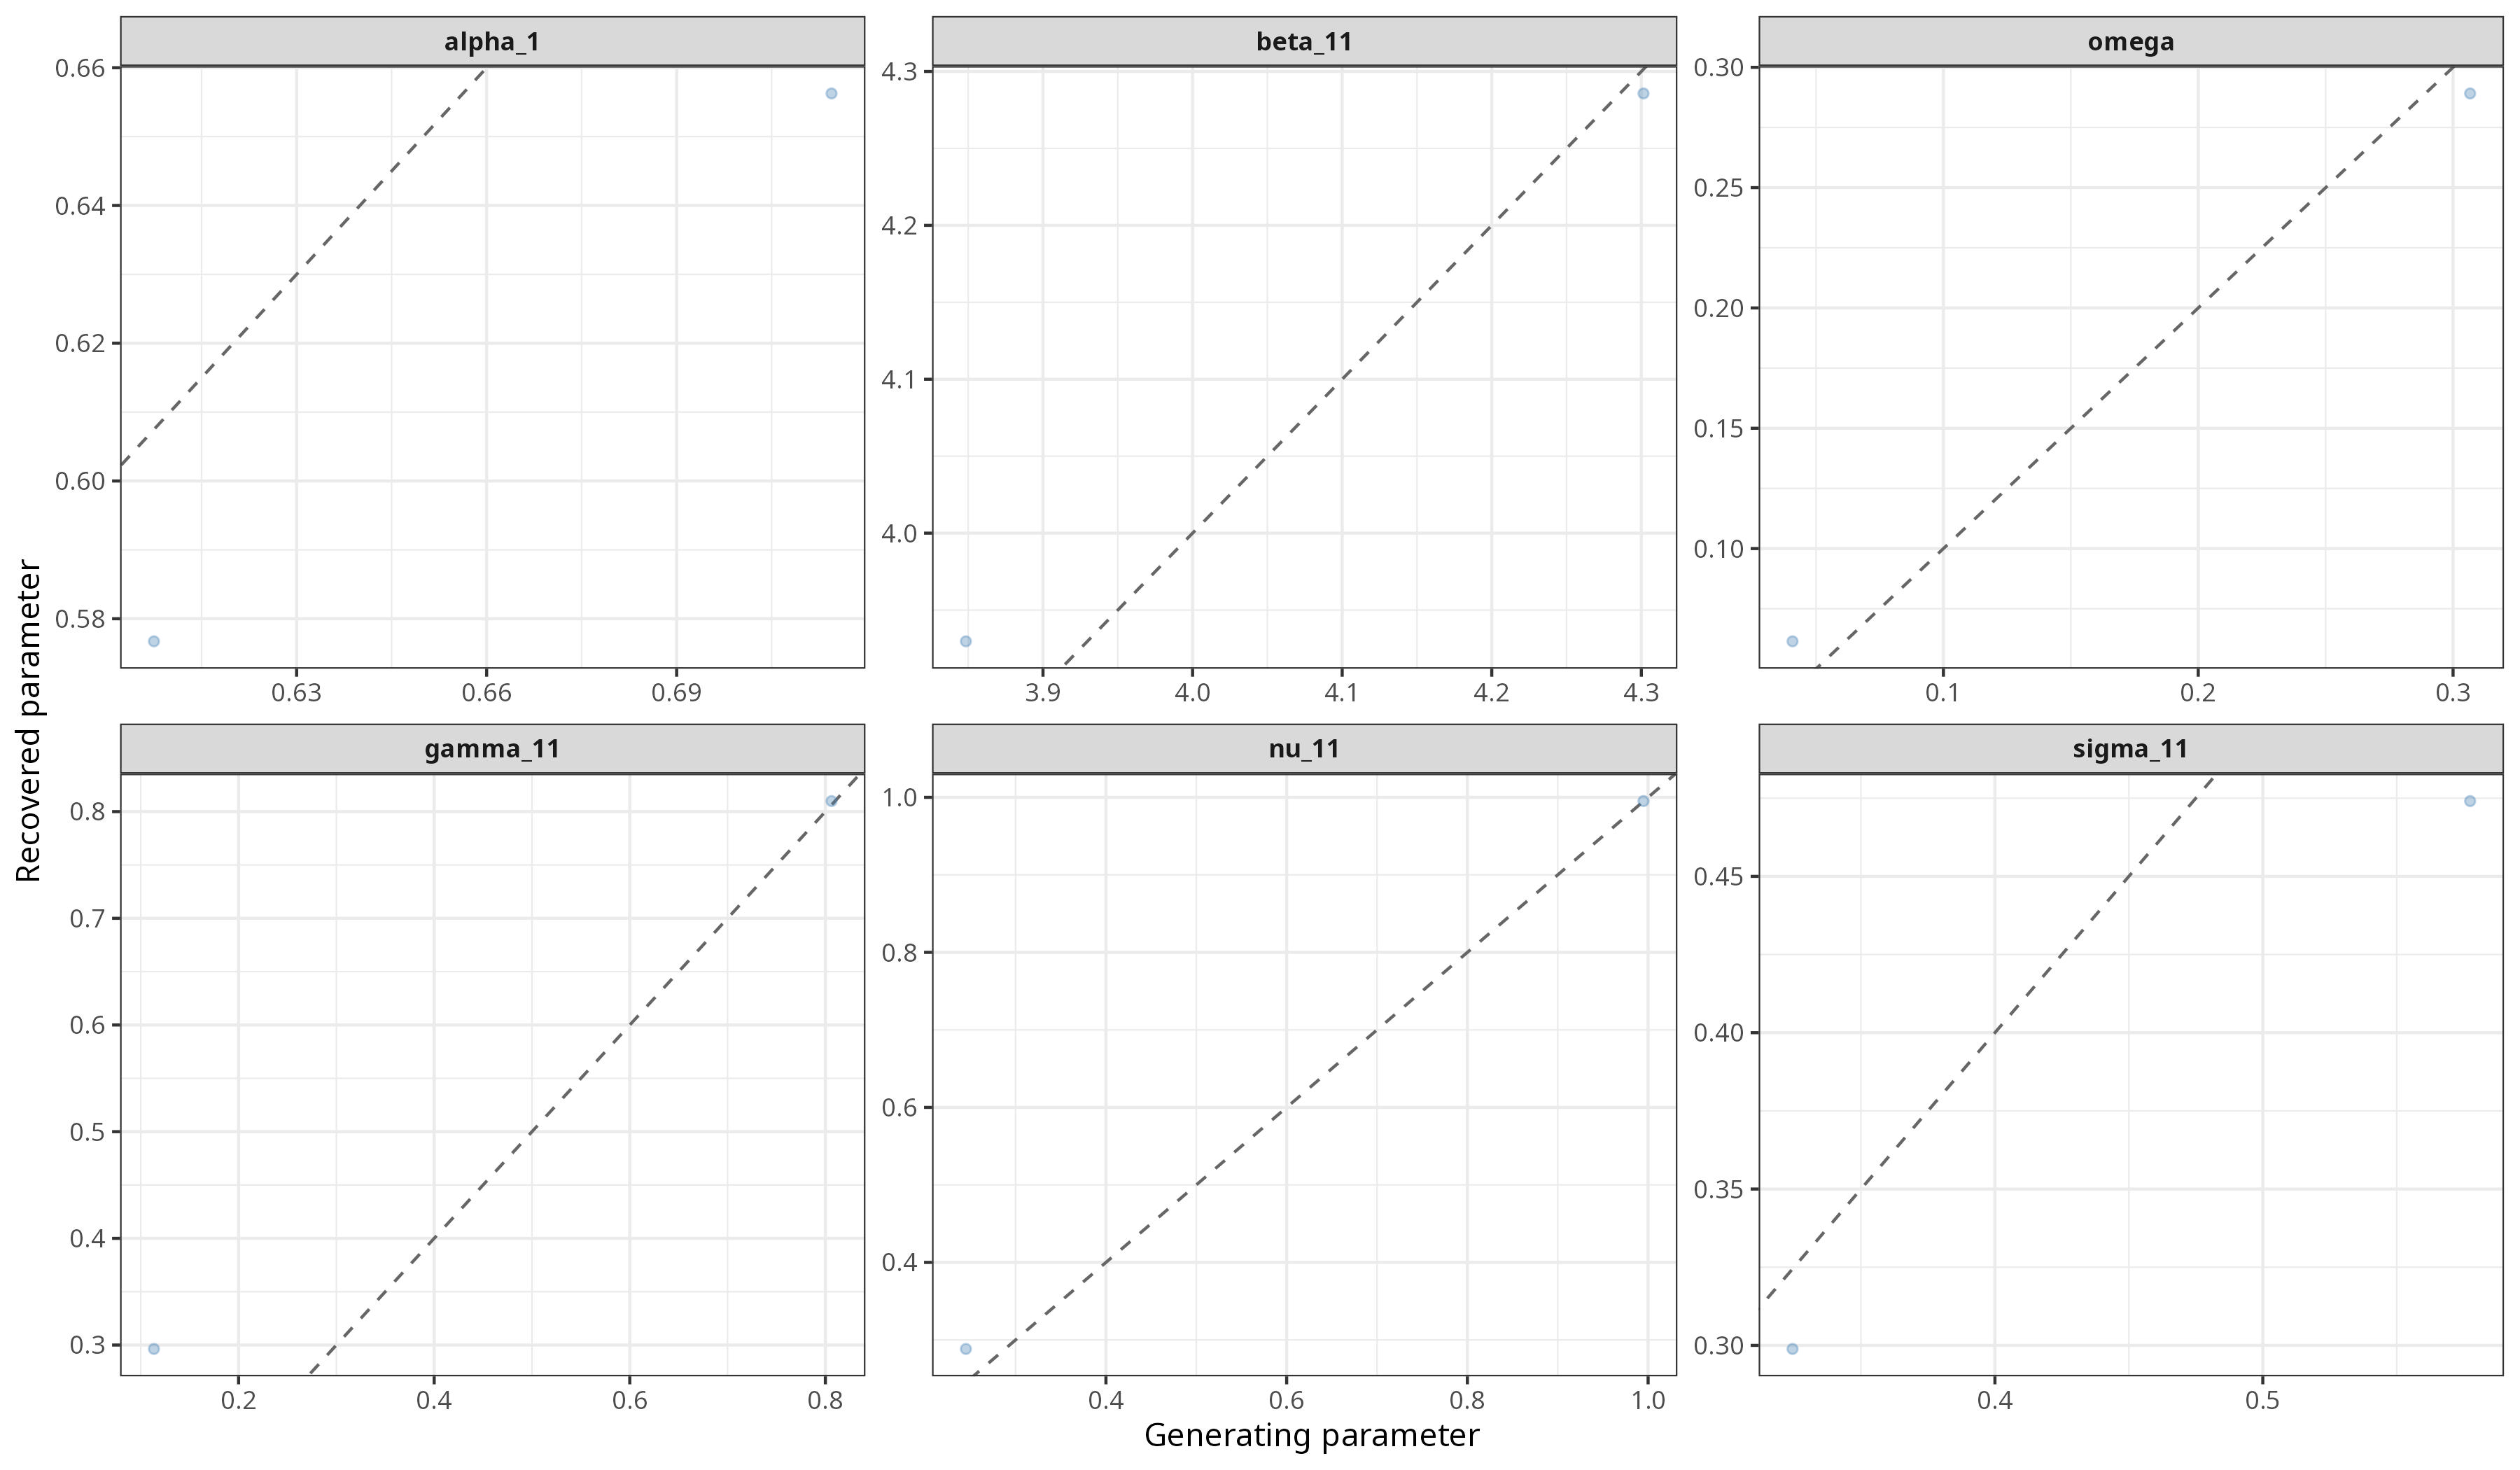 alpha_1
beta_11
omega
0.66
0.64
0.62
0.60
0.58
4.3
4.2
4.1
4.0
0.30
0.25
0.20
0.15
0.10
0.63 0.66 0.69
3.9 4.0 4.1 4.2 4.3
0.1 0.2 0.3
Recovered parameter
gamma_11
nu_11
sigma_11
0.8
0.7
0.6
0.5
0.4
0.3
1.0
0.8
0.6
0.4
0.45
0.40
0.35
0.30
0.2 0.4 0.6 0.8
0.4 0.6 0.8 1.0
0.4 0.5
Generating parameter